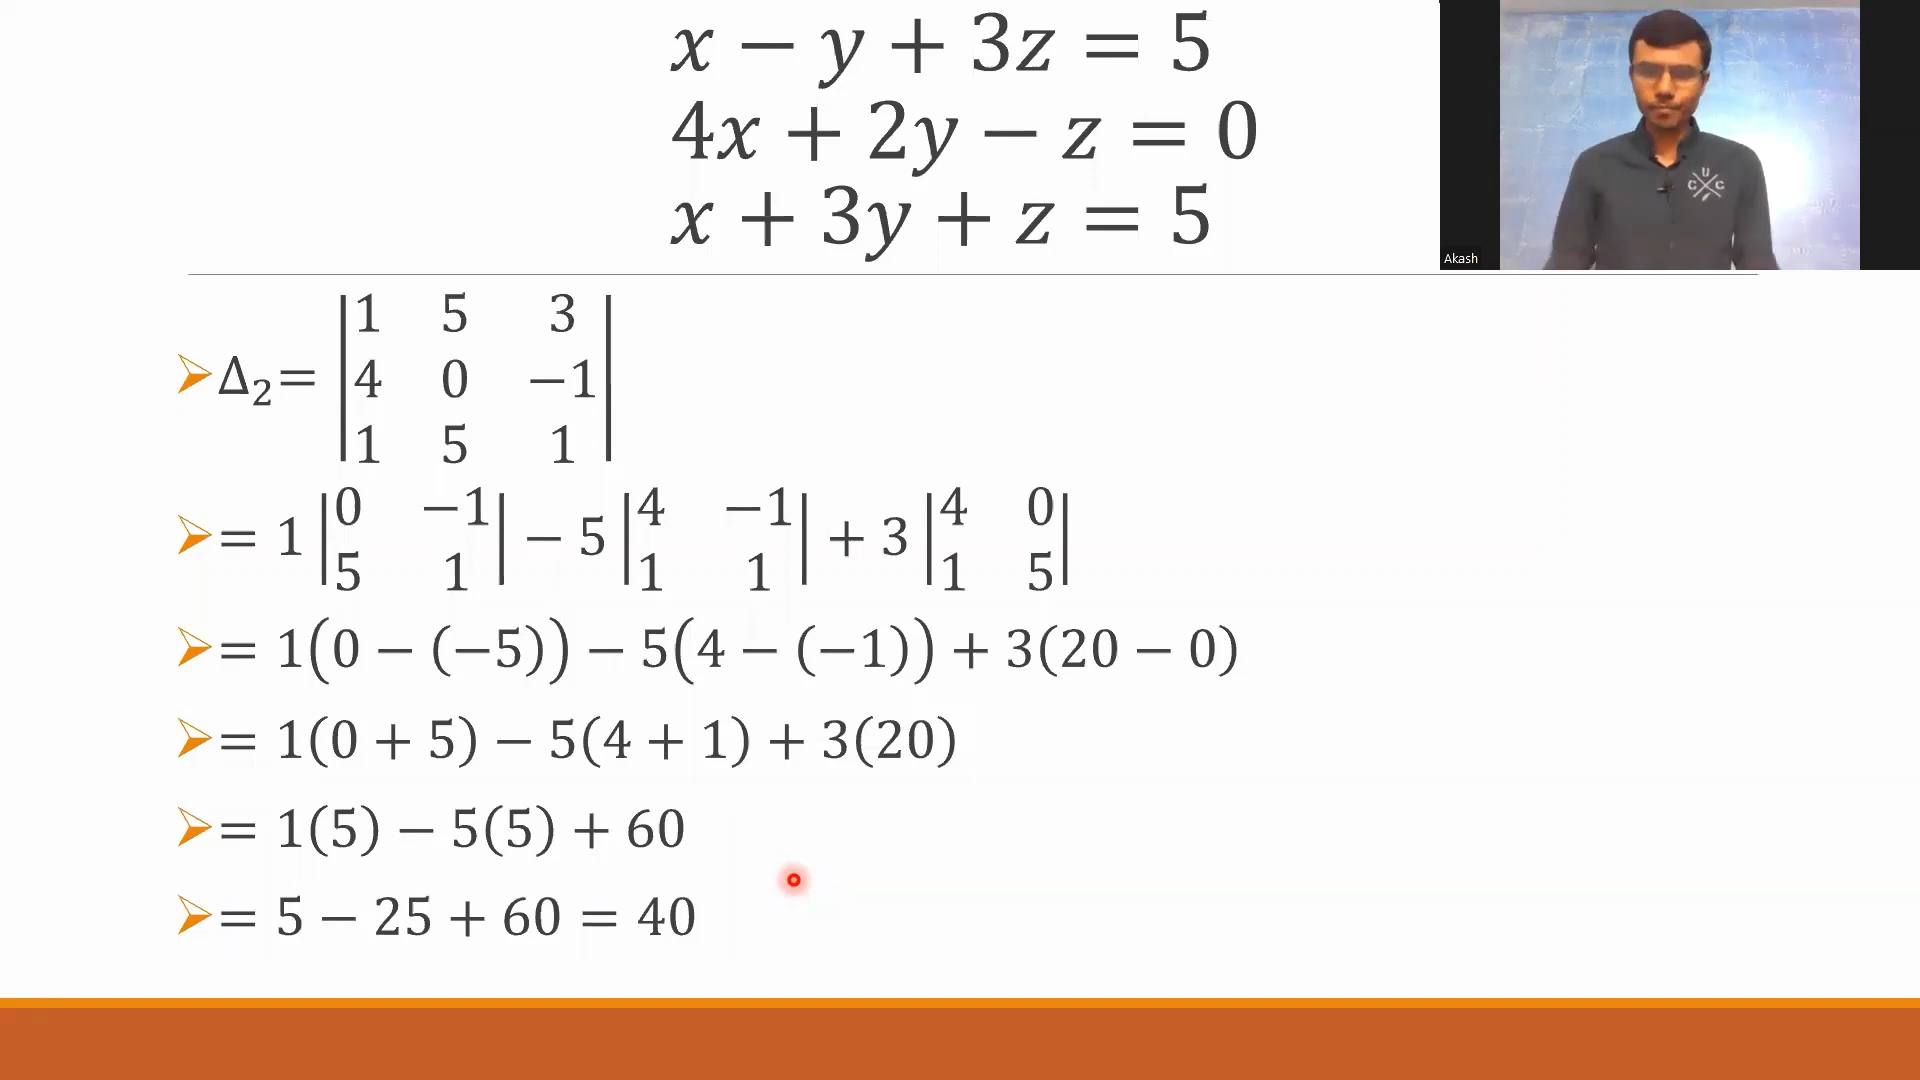 x − y + 3z = 5
4x + 2y − z = 0
x + 3y + z = 5
U
C C
Akash
Δ₂= |1 5 3|
|4 0 −1|
|1 5 1|
= 1 |0 −1| − 5 |4 −1| + 3 |4 0|
|5 1| |1 1| |1 5|
= 1(0 − (−5)) − 5(4 − (−1)) + 3(20 − 0)
= 1(0 + 5) − 5(4 + 1) + 3(20)
= 1(5) − 5(5) + 60
= 5 − 25 + 60 = 40